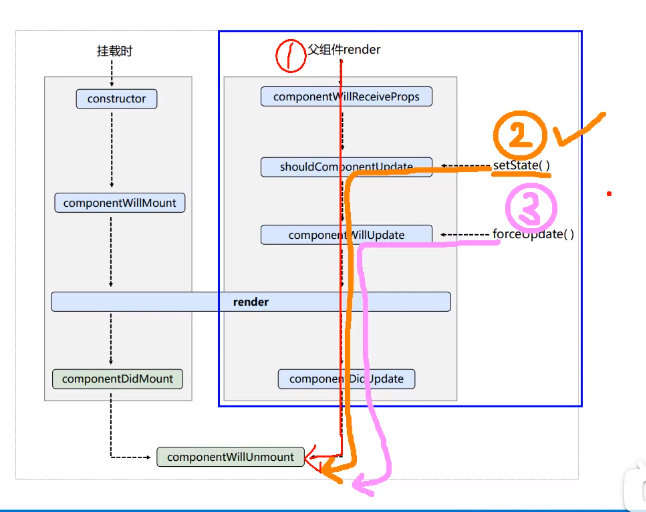 挂载时
①
父组件render
constructor
componentWillReceiveProps
②
shouldComponentUpdate
setState( )
componentWillMount
③
componentWillUpdate
forceUpdate( )
render
componentDidMount
componentDidUpdate
componentWillUnmount